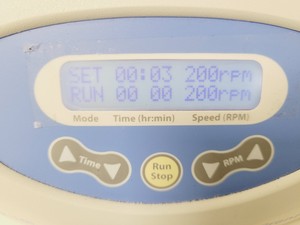 SET 00:03 200rpm
RUN 00 00 200rpm
Mode Time (hr:min) Speed (RPM)
Time Run Stop RPM